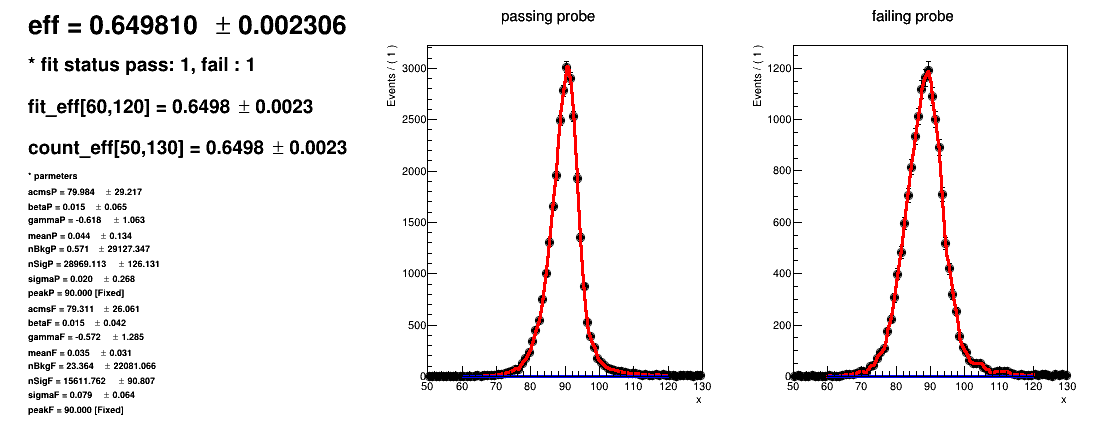 eff = 0.649810 ± 0.002306
* fit status pass: 1, fail : 1
fit_eff[60,120] = 0.6498 ± 0.0023
count_eff[50,130] = 0.6498 ± 0.0023
* parmeters
acmsP = 79.984 ± 29.217
betaP = 0.015 ± 0.065
gammaP = -0.618 ± 1.063
meanP = 0.044 ± 0.134
nBkgP = 0.571 ± 29127.347
nSigP = 28969.113 ± 126.131
sigmaP = 0.020 ± 0.268
peakP = 90.000 [Fixed]
acmsF = 79.311 ± 26.061
betaF = 0.015 ± 0.042
gammaF = -0.572 ± 1.285
meanF = 0.035 ± 0.031
nBkgF = 23.364 ± 22081.066
nSigF = 15611.762 ± 90.807
sigmaF = 0.079 ± 0.064
peakF = 90.000 [Fixed]
passing probe
Events / ( 1 )
3000
2500
2000
1500
1000
500
0
50 60 70 80 90 100 110 120 130
x
failing probe
Events / ( 1 )
1200
1000
800
600
400
200
0
50 60 70 80 90 100 110 120 130
x